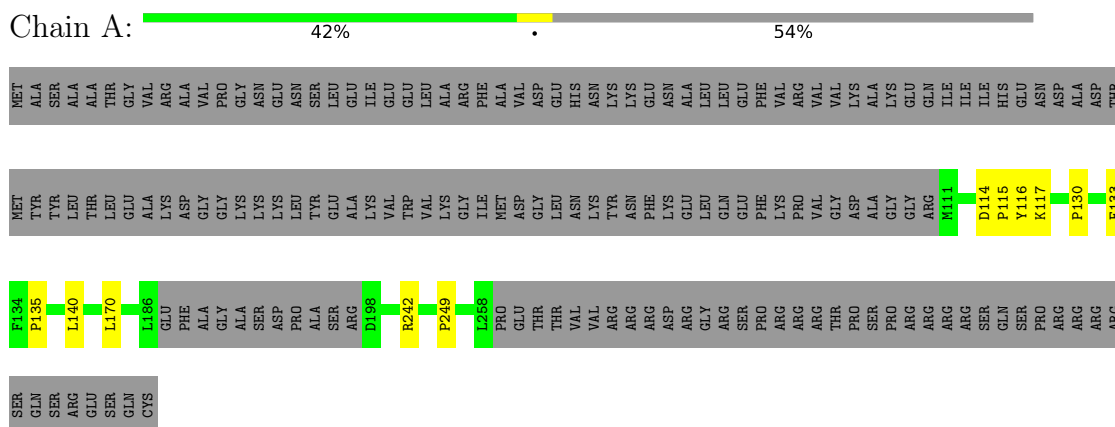 Chain A:
42% • 54%
MET ALA SER ALA ALA THR GLY VAL ARG ALA VAL PRO GLY ASN GLU ASN SER LEU GLU ILE GLU GLU LEU ALA ARG PHE ALA VAL ASP GLU HIS ASN LYS LYS GLU ASN ALA LEU LEU GLU PHE VAL ARG VAL VAL LYS ALA LYS GLU GLN ILE ILE ILE HIS GLU ASN ASP ALA ASP THR
MET TYR TYR LEU THR LEU GLU ALA LYS ASP GLY GLY LYS LYS LYS LEU TYR GLU ALA LYS VAL TRP VAL LYS GLY ILE MET ASP GLY LEU ASN LYS TYR ASN PHE LYS GLU LEU GLN GLU PHE LYS PRO VAL GLY ASP ALA GLY GLY ARG M111 D114 P115 Y116 K117 P130 E133
F134 P135 L140 L170 L186 GLU PHE ALA GLY ALA SER ASP PRO ALA SER ARG D198 R242 P249 L258 PRO GLU THR THR VAL VAL ARG ARG ARG ASP ARG GLY ARG SER PRO ARG ARG ARG THR PRO SER PRO ARG ARG ARG ARG SER GLN SER PRO ARG ARG ARG ARG
SER GLN SER ARG GLU SER GLN CYS